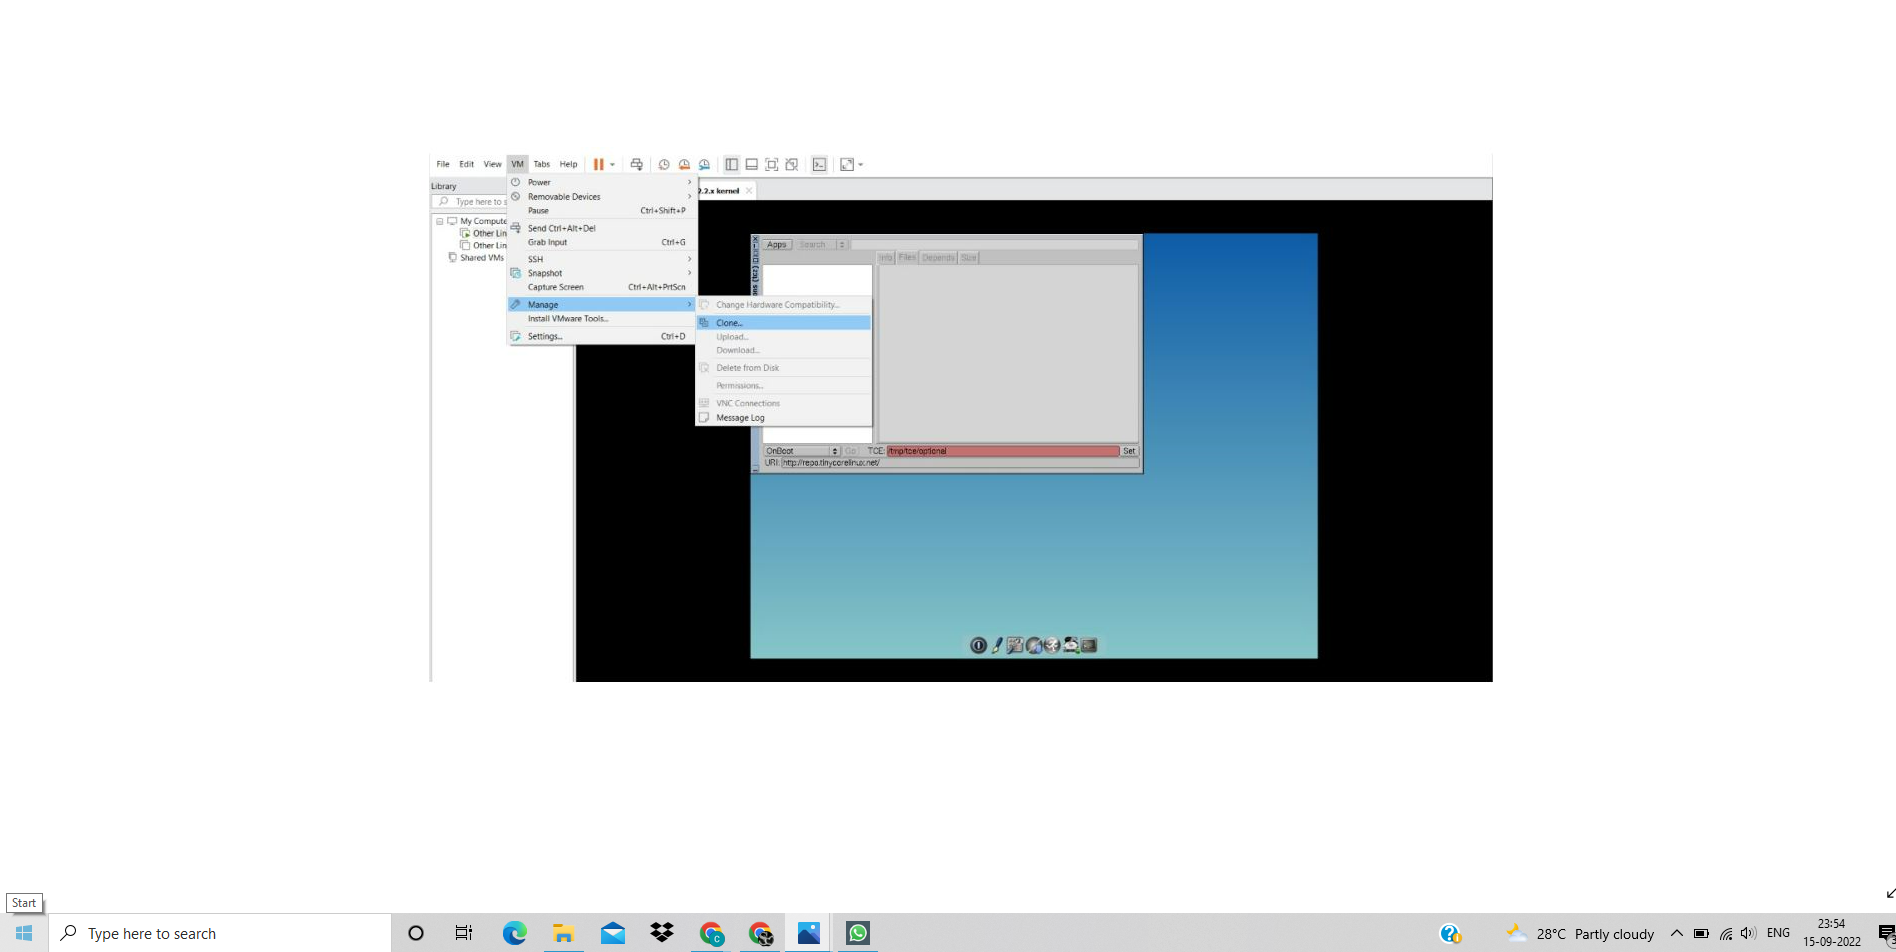 File Edit View VM Tabs Help
Library
Type here to s
2.2.x kernel
My Compute
Other Lin
Other Lin
Shared VMs
Power
Removable Devices
Pause Ctrl+Shift+P
Send Ctrl+Alt+Del
Grab Input Ctrl+G
SSH
Snapshot
Capture Screen Ctrl+Alt+PrtScn
Manage
Install VMware Tools...
Settings... Ctrl+D
Change Hardware Compatibility...
Clone...
Upload...
Download...
Delete from Disk
Permissions...
VNC Connections
Message Log
Apps Search
Info Files Depends Size
OnBoot Go TCE: /tmp/tce/optional Set
URI: http://repo.tinycorelinux.net/
Start
Type here to search
28°C Partly cloudy ENG
23:54
15-09-2022